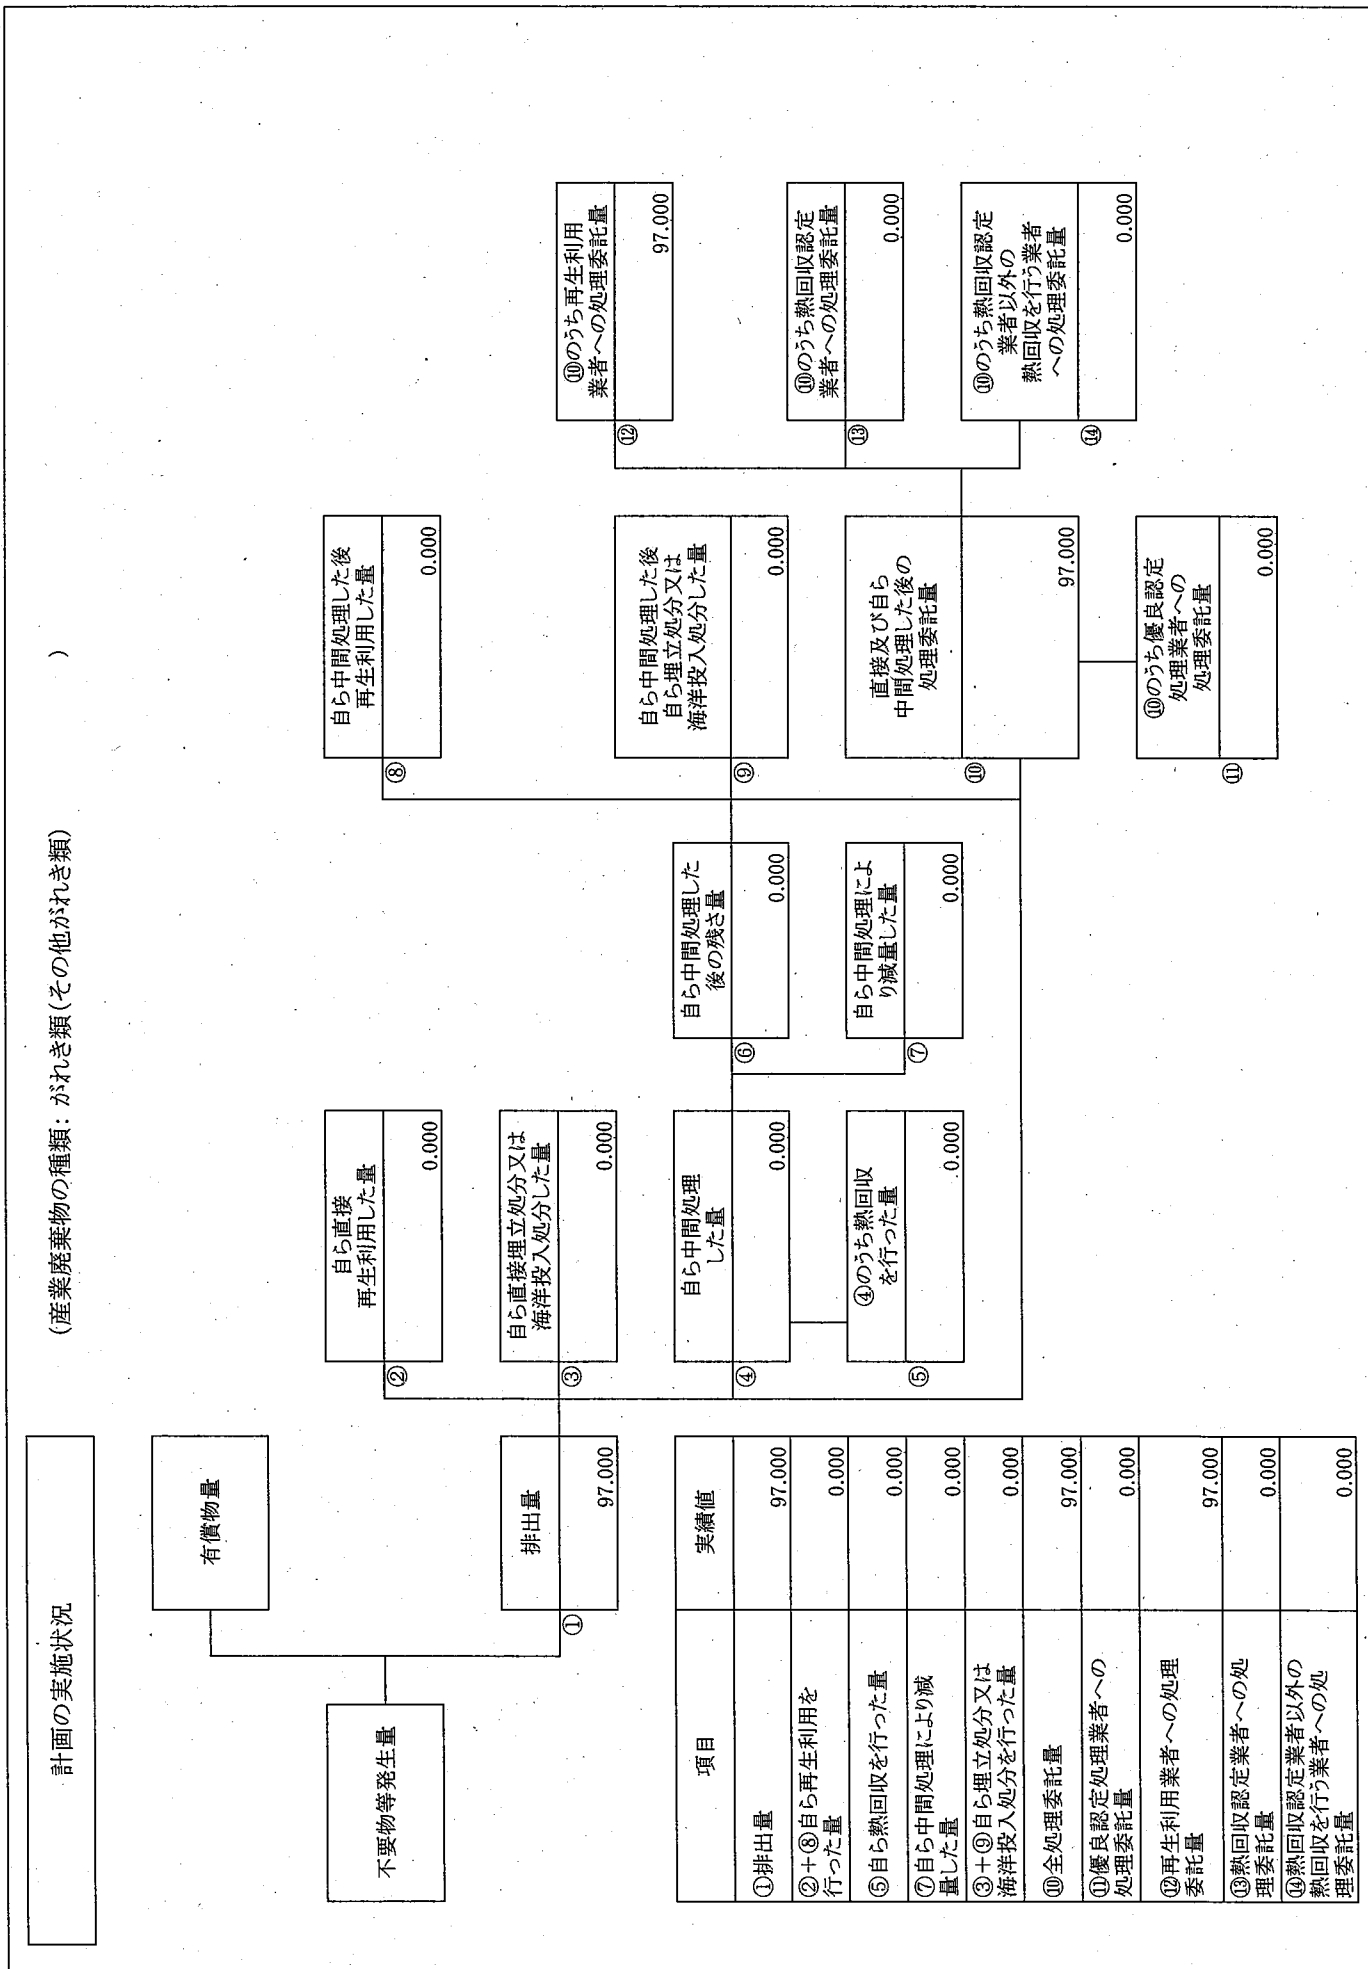 計画の実施状況
(産業廃棄物の種類: がれき類(その他がれき類) )
不要物等発生量
有償物量
排出量
①
97.000
自ら直接
再生利用した量
②
0.000
自ら直接埋立処分又は
海洋投入処分した量
③
0.000
自ら中間処理
した量
④
0.000
④のうち熱回収
を行った量
⑤
0.000
自ら中間処理した
後の残さ量
⑥
0.000
自ら中間処理によ
り減量した量
⑦
0.000
自ら中間処理した後
再生利用した量
⑧
0.000
自ら中間処理した後
自ら埋立処分又は
海洋投入処分した量
⑨
0.000
直接及び自ら
中間処理した後の
処理委託量
⑩
97.000
⑩のうち優良認定
処理業者への
処理委託量
⑪
0.000
⑩のうち再生利用
業者への処理委託量
⑫
97.000
⑩のうち熱回収認定
業者への処理委託量
⑬
0.000
⑩のうち熱回収認定
業者以外の
熱回収を行う業者
への処理委託量
⑭
0.000
項目 実績値
①排出量 97.000
②+⑧自ら再生利用を
行った量 0.000
⑤自ら熱回収を行った量 0.000
⑦自ら中間処理により減
量した量 0.000
③+⑨自ら埋立処分又は
海洋投入処分を行った量 0.000
⑩全処理委託量 97.000
⑪優良認定処理業者への
処理委託量 0.000
⑫再生利用業者への処理
委託量 97.000
⑬熱回収認定業者への処
理委託量 0.000
⑭熱回収認定業者以外の
熱回収を行う業者への処
理委託量 0.000